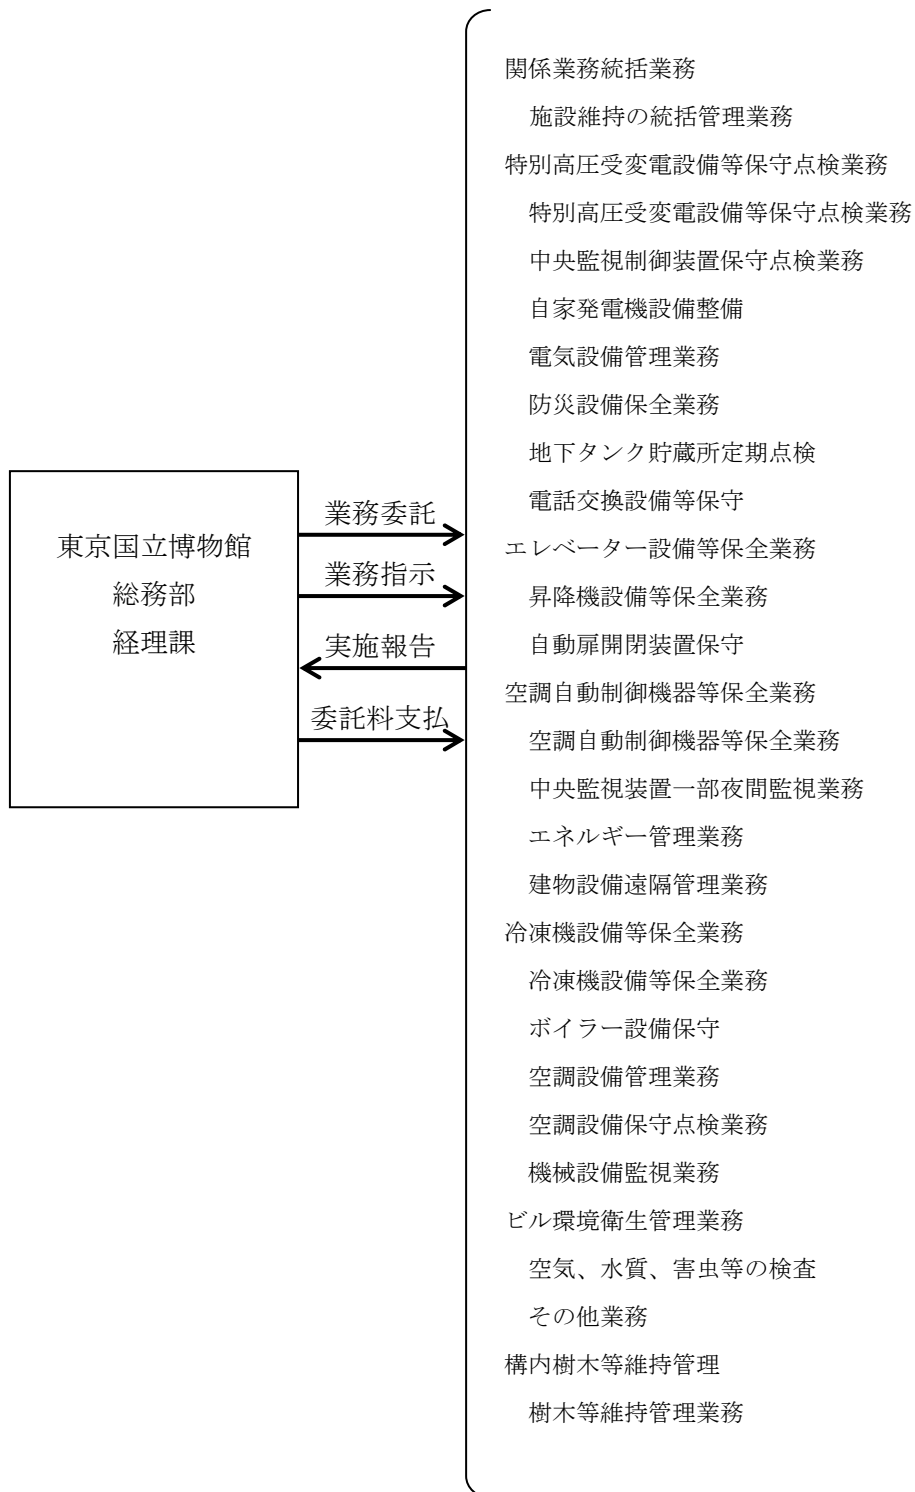 東京国立博物館
総務部
経理課
業務委託
業務指示
実施報告
委託料支払
関係業務統括業務
施設維持の統括管理業務
特別高圧受変電設備等保守点検業務
特別高圧受変電設備等保守点検業務
中央監視制御装置保守点検業務
自家発電機設備整備
電気設備管理業務
防災設備保全業務
地下タンク貯蔵所定期点検
電話交換設備等保守
エレベーター設備等保全業務
昇降機設備等保全業務
自動扉開閉装置保守
空調自動制御機器等保全業務
空調自動制御機器等保全業務
中央監視装置一部夜間監視業務
エネルギー管理業務
建物設備遠隔管理業務
冷凍機設備等保全業務
冷凍機設備等保全業務
ボイラー設備保守
空調設備管理業務
空調設備保守点検業務
機械設備監視業務
ビル環境衛生管理業務
空気、水質、害虫等の検査
その他業務
構内樹木等維持管理
樹木等維持管理業務